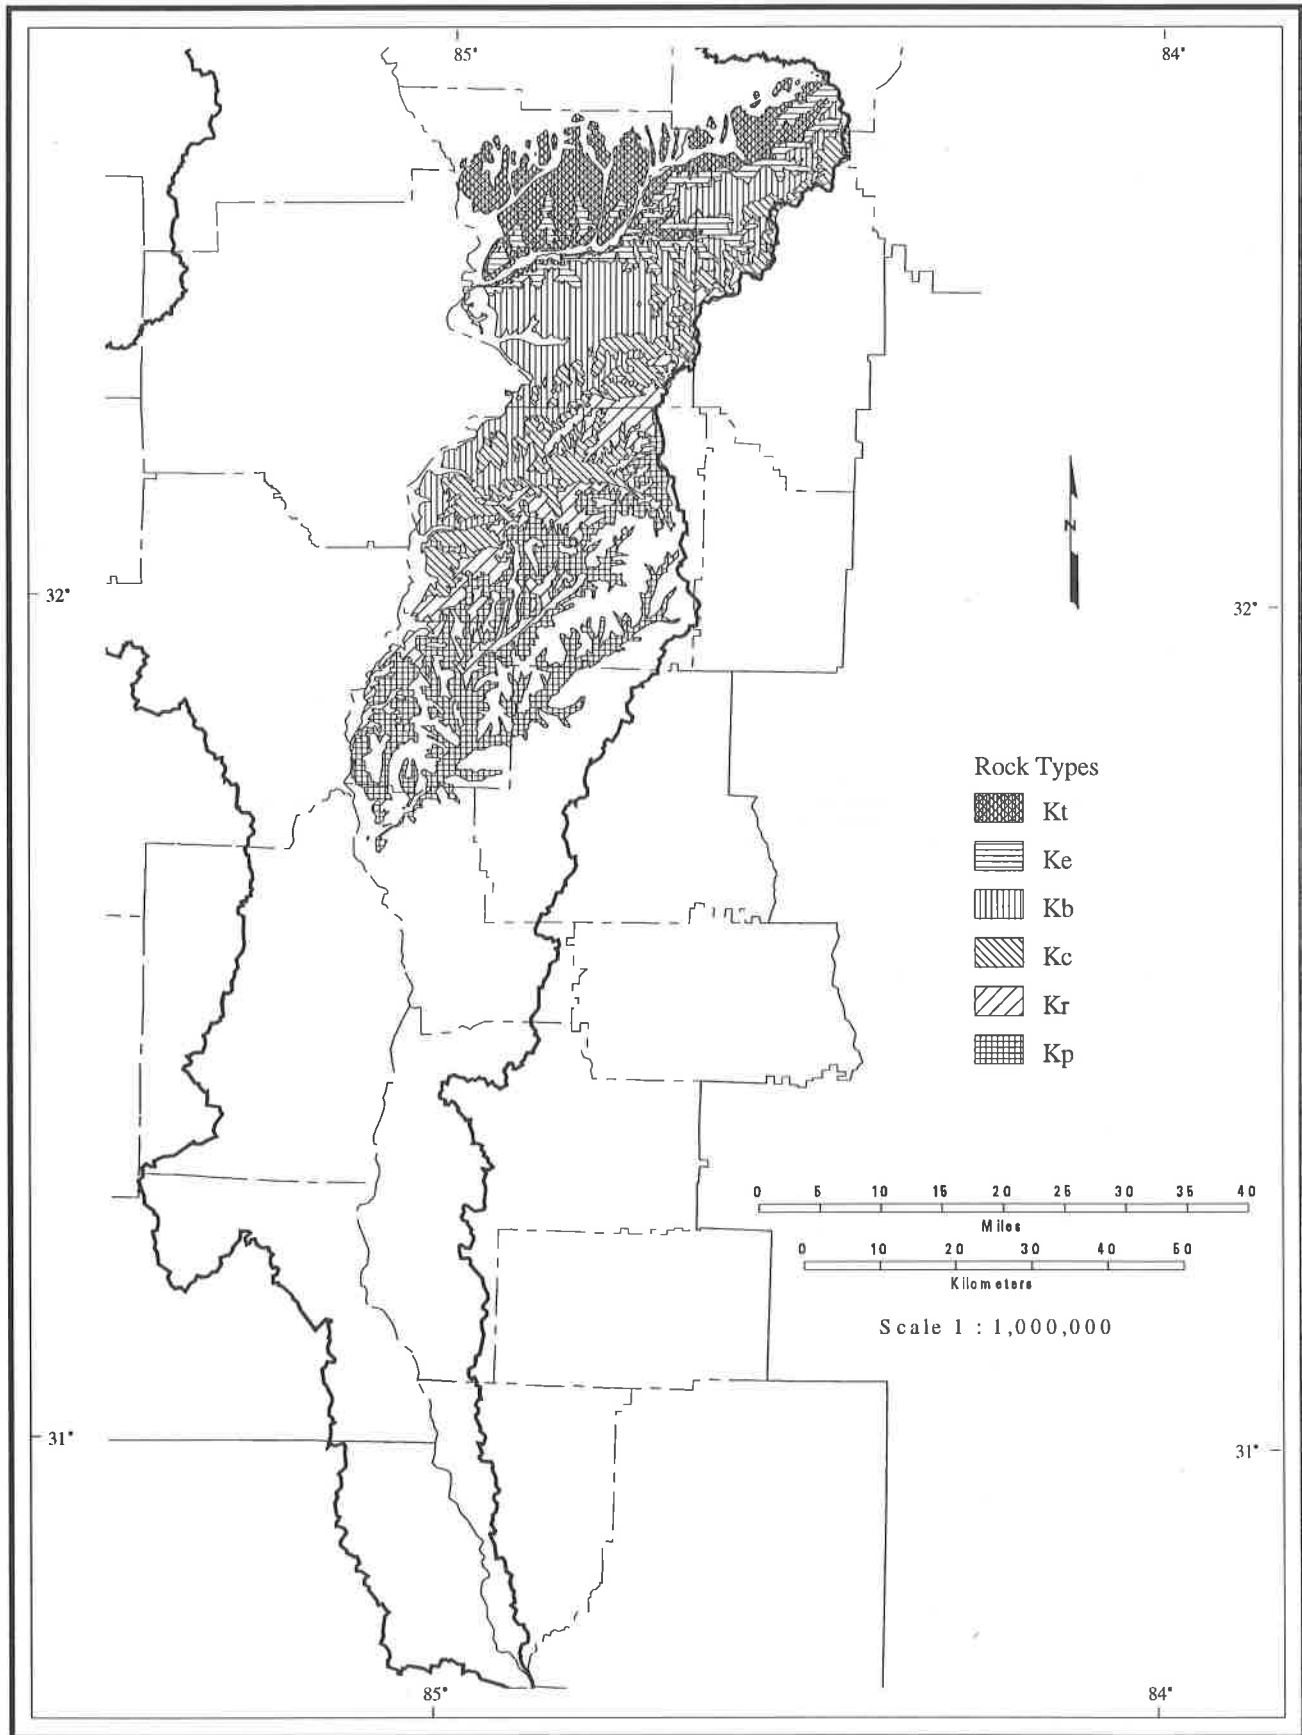 85° 84°
32° 32°
N
Rock Types
Kt
Ke
Kb
Kc
Kr
Kp
0 5 10 15 20 25 30 35 40
Miles
0 10 20 30 40 50
Kilometers
Scale 1 : 1,000,000
31° 31°
85° 84°